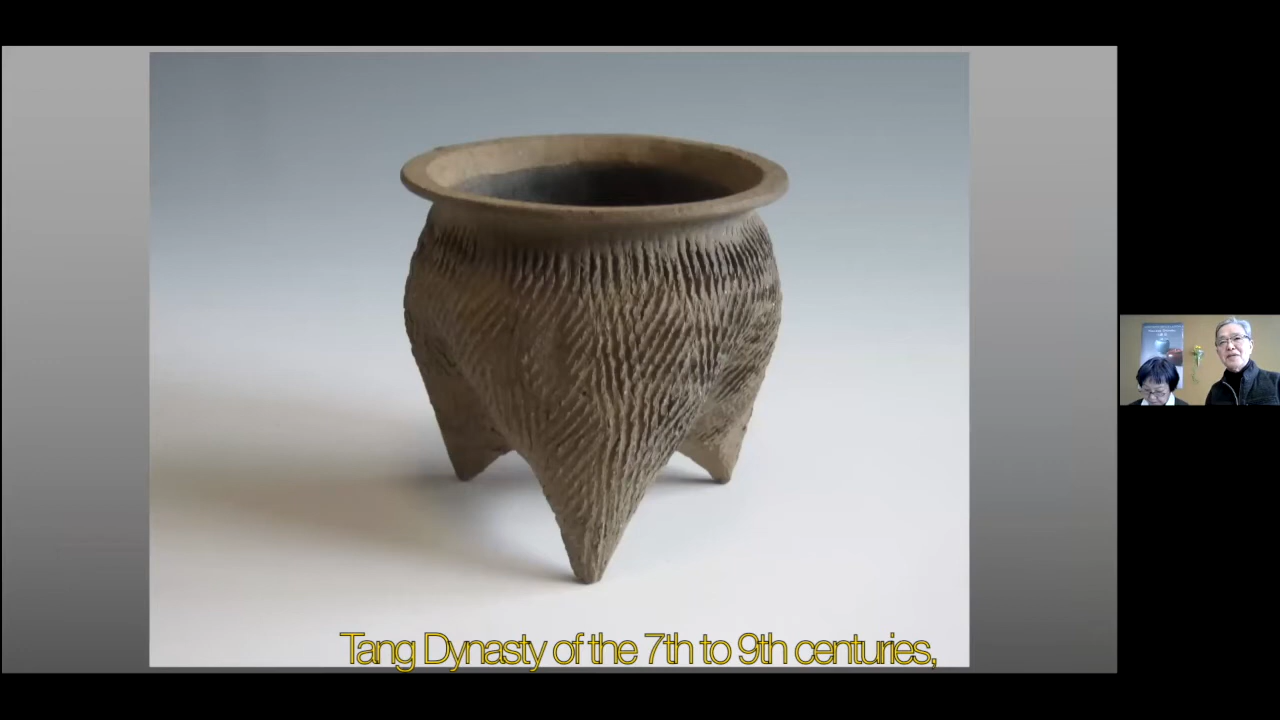 Tang Dynasty of the 7th to 9th centuries,